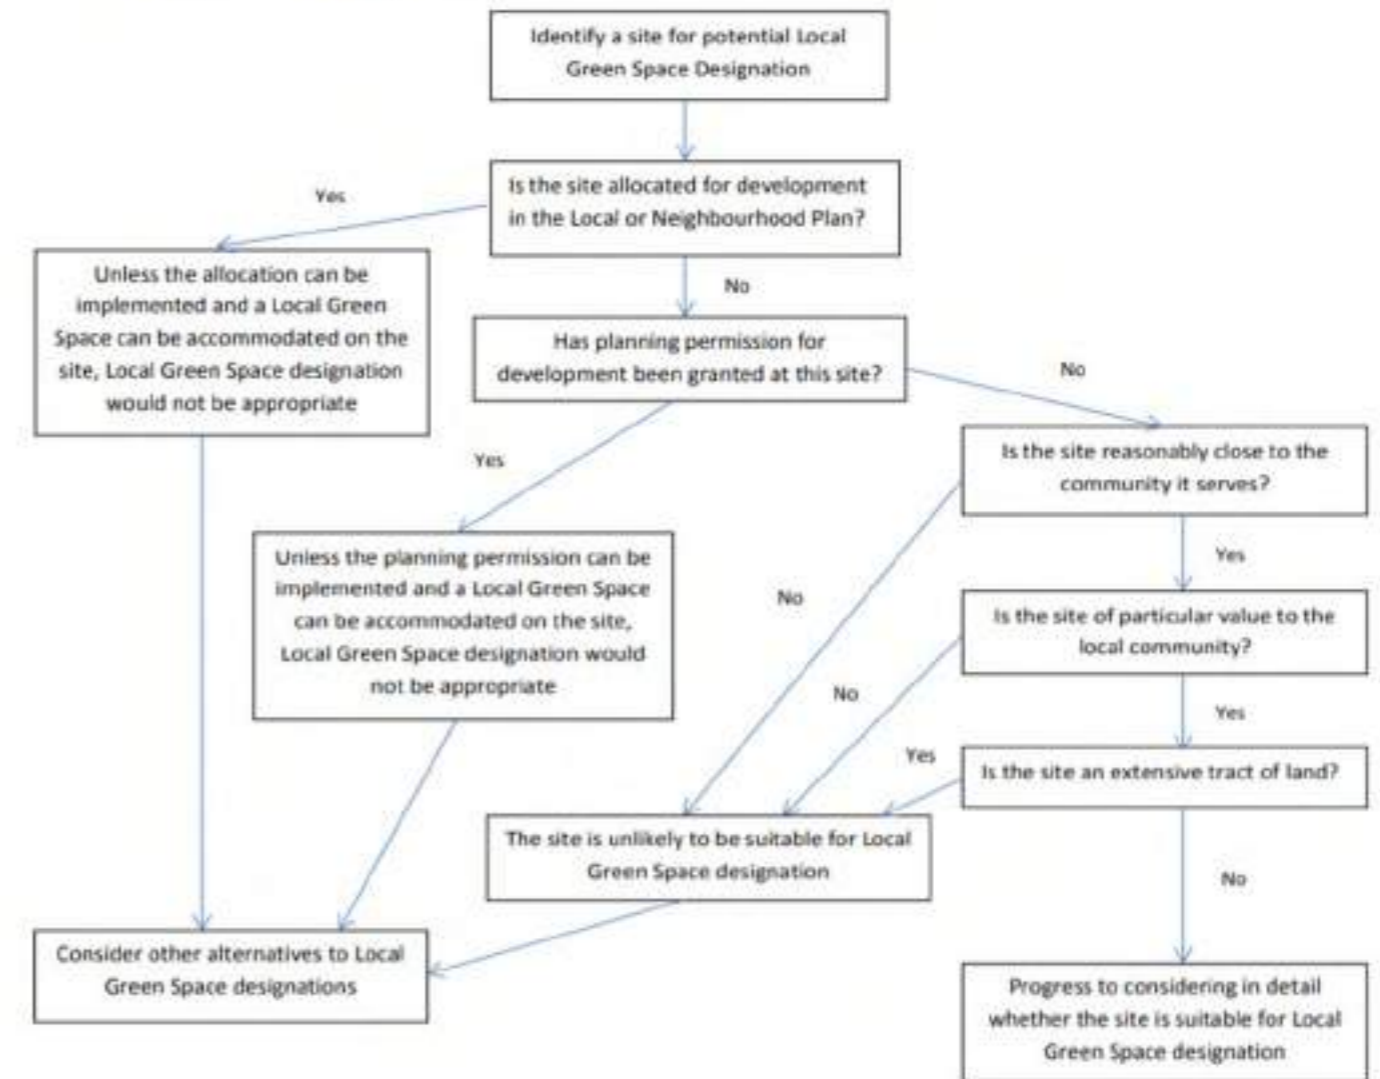 Identify a site for potential Local
Green Space Designation
Yes
Is the site allocated for development
in the Local or Neighbourhood Plan?
Unless the allocation can be
implemented and a Local Green
Space can be accommodated on the
site, Local Green Space designation
would not be appropriate
No
Has planning permission for
development been granted at this site?
No
Yes
Is the site reasonably close to the
community it serves?
Unless the planning permission can be
implemented and a Local Green Space
can be accommodated on the site,
Local Green Space designation would
not be appropriate
No
Yes
Is the site of particular value to the
local community?
No
Yes
Yes
Is the site an extensive tract of land?
The site is unlikely to be suitable for Local
Green Space designation
No
Consider other alternatives to Local
Green Space designations
Progress to considering in detail
whether the site is suitable for Local
Green Space designation